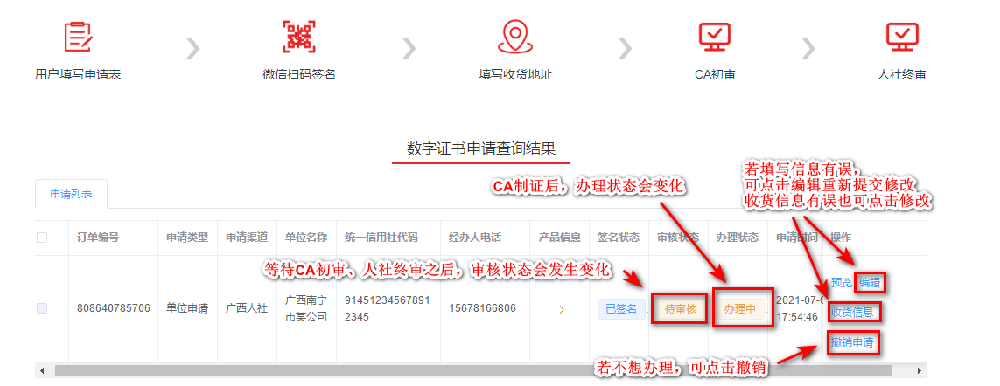 用户填写申请表
微信扫码签名
填写收货地址
CA初审
人社终审
数字证书申请查询结果
若填写信息有误，
可点击编辑重新提交修改
收货信息有误也可点击修改
CA制证后，办理状态会变化
申请列表
订单编号
申请类型
申请渠道
单位名称
统一信用社代码
经办人电话
产品信息
签名状态
审核状态
办理状态
申请时间
操作
等待CA初审、人社终审之后，审核状态会发生变化
808640785706
单位申请
广西人社
广西南宁
市某公司
91451234567891
2345
15678166806
已签名
待审核
办理中
2021-07-0
17:54:46
预览 编辑
收货信息
撤销申请
若不想办理，可点击撤销